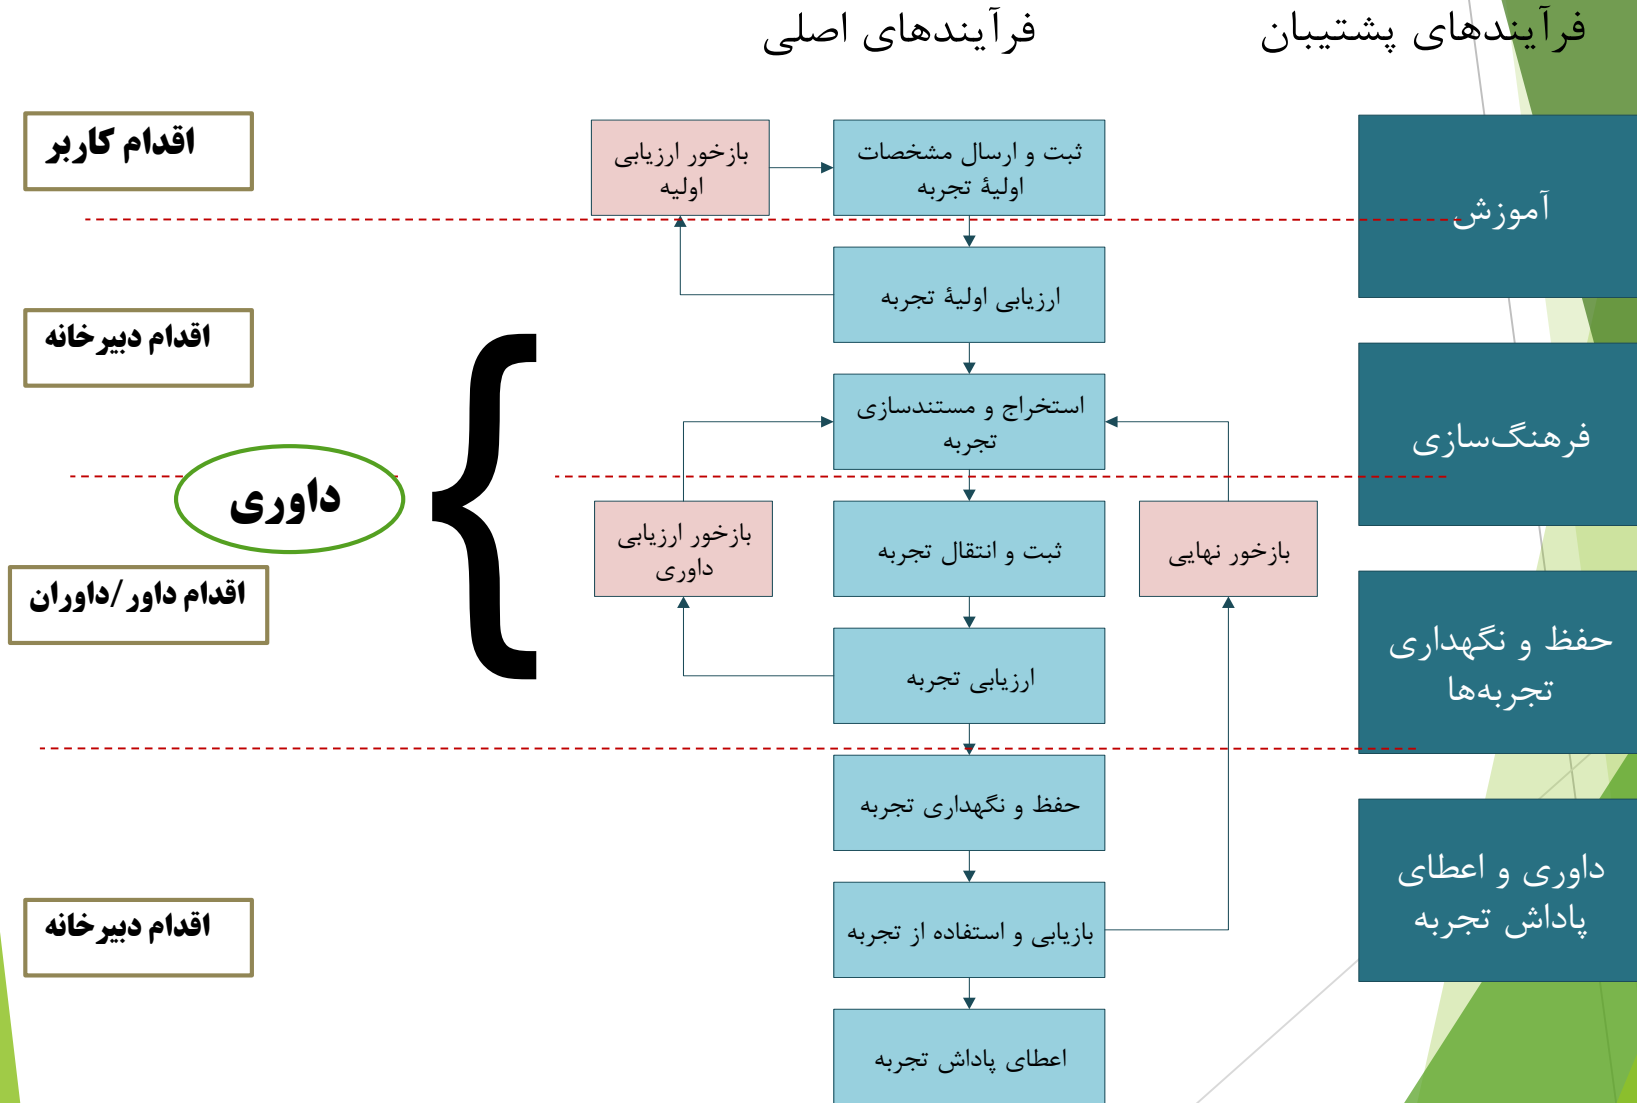 فرآیندهای پشتیبان
فرآیندهای اصلی
اقدام کاربر
بازخور ارزیابی
اولیه
ثبت و ارسال مشخصات
اولیهٔ تجربه
آموزش
ارزیابی اولیهٔ تجربه
اقدام دبیرخانه
استخراج و مستندسازی
تجربه
فرهنگ‌سازی
داوری
بازخور ارزیابی
داوری
ثبت و انتقال تجربه
بازخور نهایی
اقدام داور/داوران
ارزیابی تجربه
حفظ و نگهداری
تجربه‌ها
حفظ و نگهداری تجربه
داوری و اعطای
پاداش تجربه
بازیابی و استفاده از تجربه
اقدام دبیرخانه
اعطای پاداش تجربه